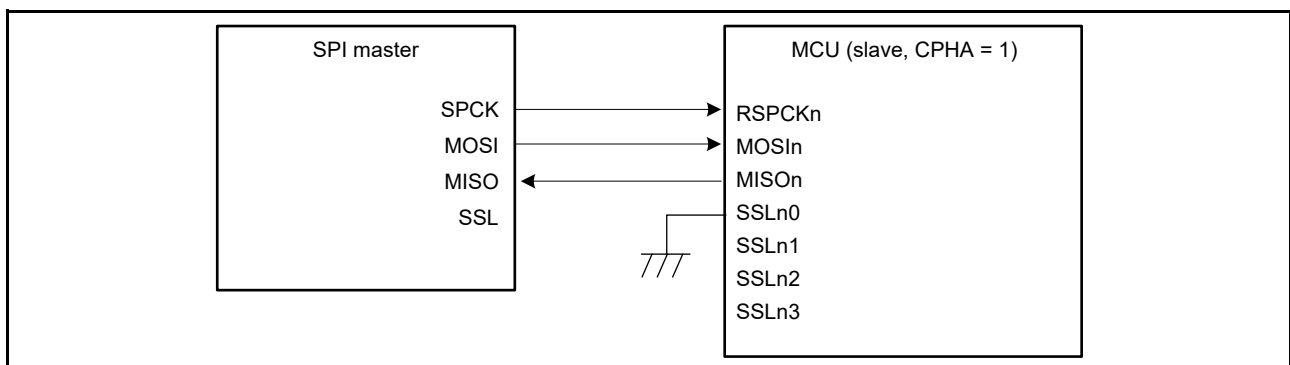 SPI master
SPCK
MOSI
MISO
SSL
MCU (slave, CPHA = 1)
RSPCKn
MOSIn
MISOn
SSLn0
SSLn1
SSLn2
SSLn3